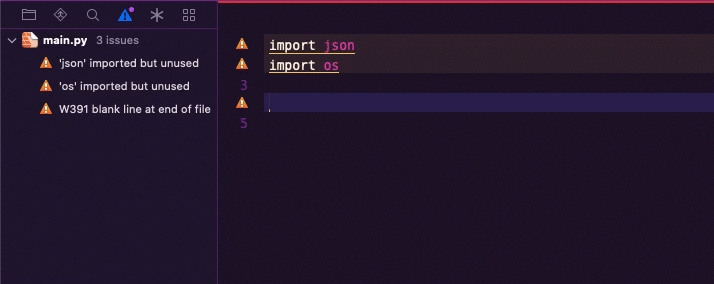 main.py 3 issues
'json' imported but unused
'os' imported but unused
W391 blank line at end of file
import json
import os
3
5